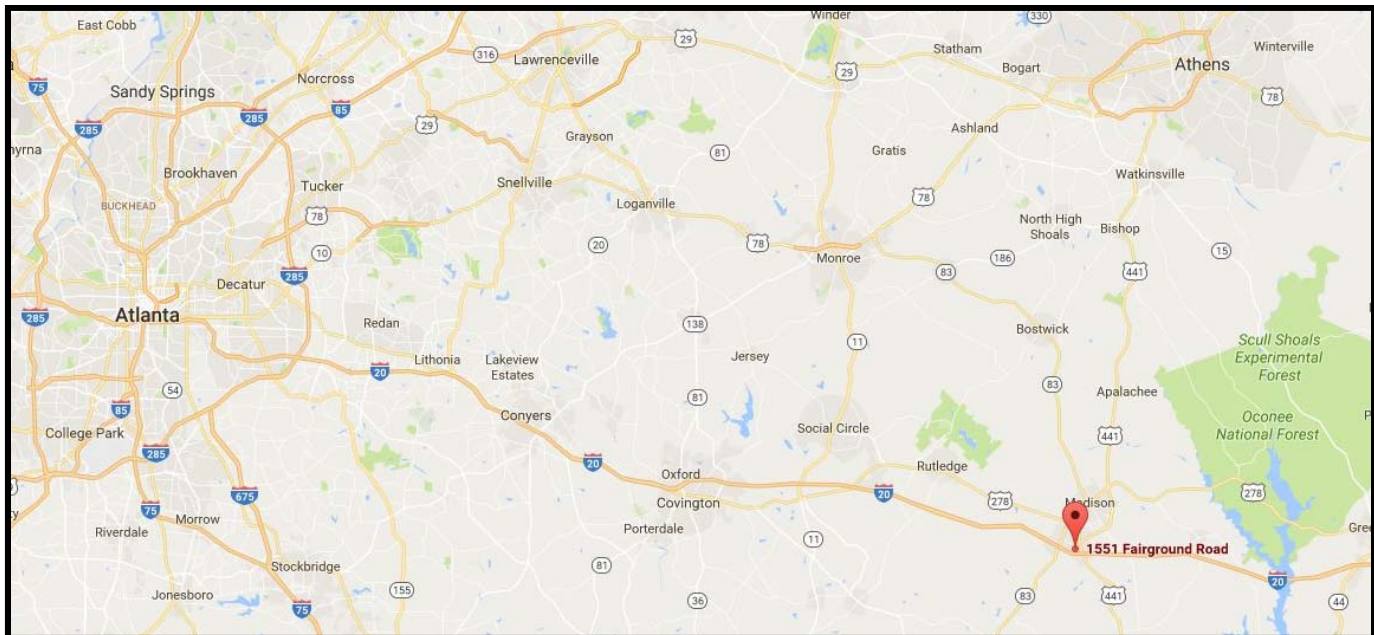 East Cobb
Winder
330
29
Statham
Winterville
316
Lawrenceville
Bogart
Athens
75
Norcross
29
Sandy Springs
78
85
285
285
29
Ashland
Grayson
81
Gratis
Brookhaven
Tucker
Snellville
Watkinsville
BUCKHEAD
Loganville
78
78
North High
Shoals
Bishop
20
78
10
186
15
Monroe
83
441
285
Decatur
285
Atlanta
Redan
138
Bostwick
Scull Shoals
Experimental
Forest
11
Jersey
Lithonia
Lakeview
Estates
20
83
54
Apalachee
81
85
Conyers
Oconee
National Forest
College Park
Social Circle
441
285
20
Rutledge
Oxford
20
278
675
Covington
278
Madison
75
Morrow
Porterdale
Riverdale
11
1551 Fairground Road
Stockbridge
81
20
155
83
441
Jonesboro
36
44
75